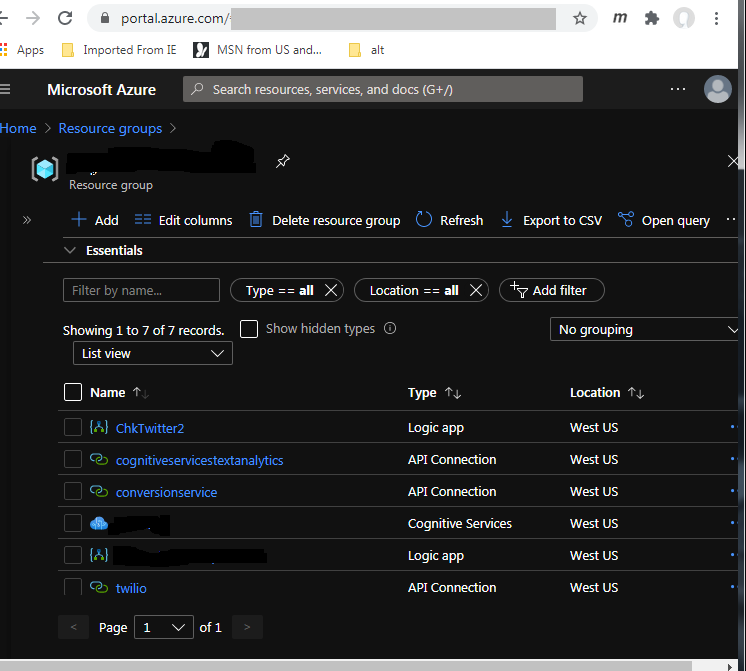 portal.azure.com/
m
Apps Imported From IE MSN from US and... alt
Microsoft Azure Search resources, services, and docs (G+/) ...
Home > Resource groups >
Resource group
» Add Edit columns Delete resource group Refresh Export to CSV Open query
Essentials
Filter by name... Type == all Location == all Add filter
Showing 1 to 7 of 7 records. Show hidden types No grouping
List view
Name Type Location
ChkTwitter2 Logic app West US
cognitiveservicestextanalytics API Connection West US
conversionservice API Connection West US
Cognitive Services West US
Logic app West US
twilio API Connection West US
< Page 1 of 1 >